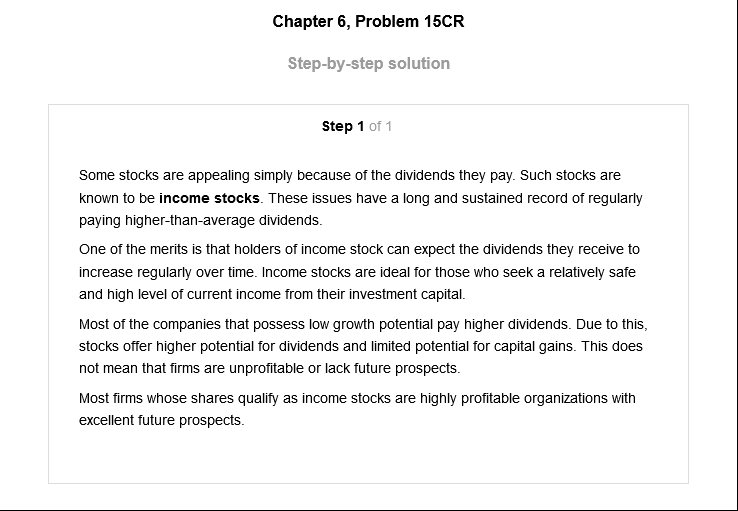 Chapter 6, Problem 15CR
Step-by-step solution
Step 1 of 1
Some stocks are appealing simply because of the dividends they pay. Such stocks are
known to be income stocks. These issues have a long and sustained record of regularly
paying higher-than-average dividends.
One of the merits is that holders of income stock can expect the dividends they receive to
increase regularly over time. Income stocks are ideal for those who seek a relatively safe
and high level of current income from their investment capital.
Most of the companies that possess low growth potential pay higher dividends. Due to this,
stocks offer higher potential for dividends and limited potential for capital gains. This does
not mean that firms are unprofitable or lack future prospects.
Most firms whose shares qualify as income stocks are highly profitable organizations with
excellent future prospects.